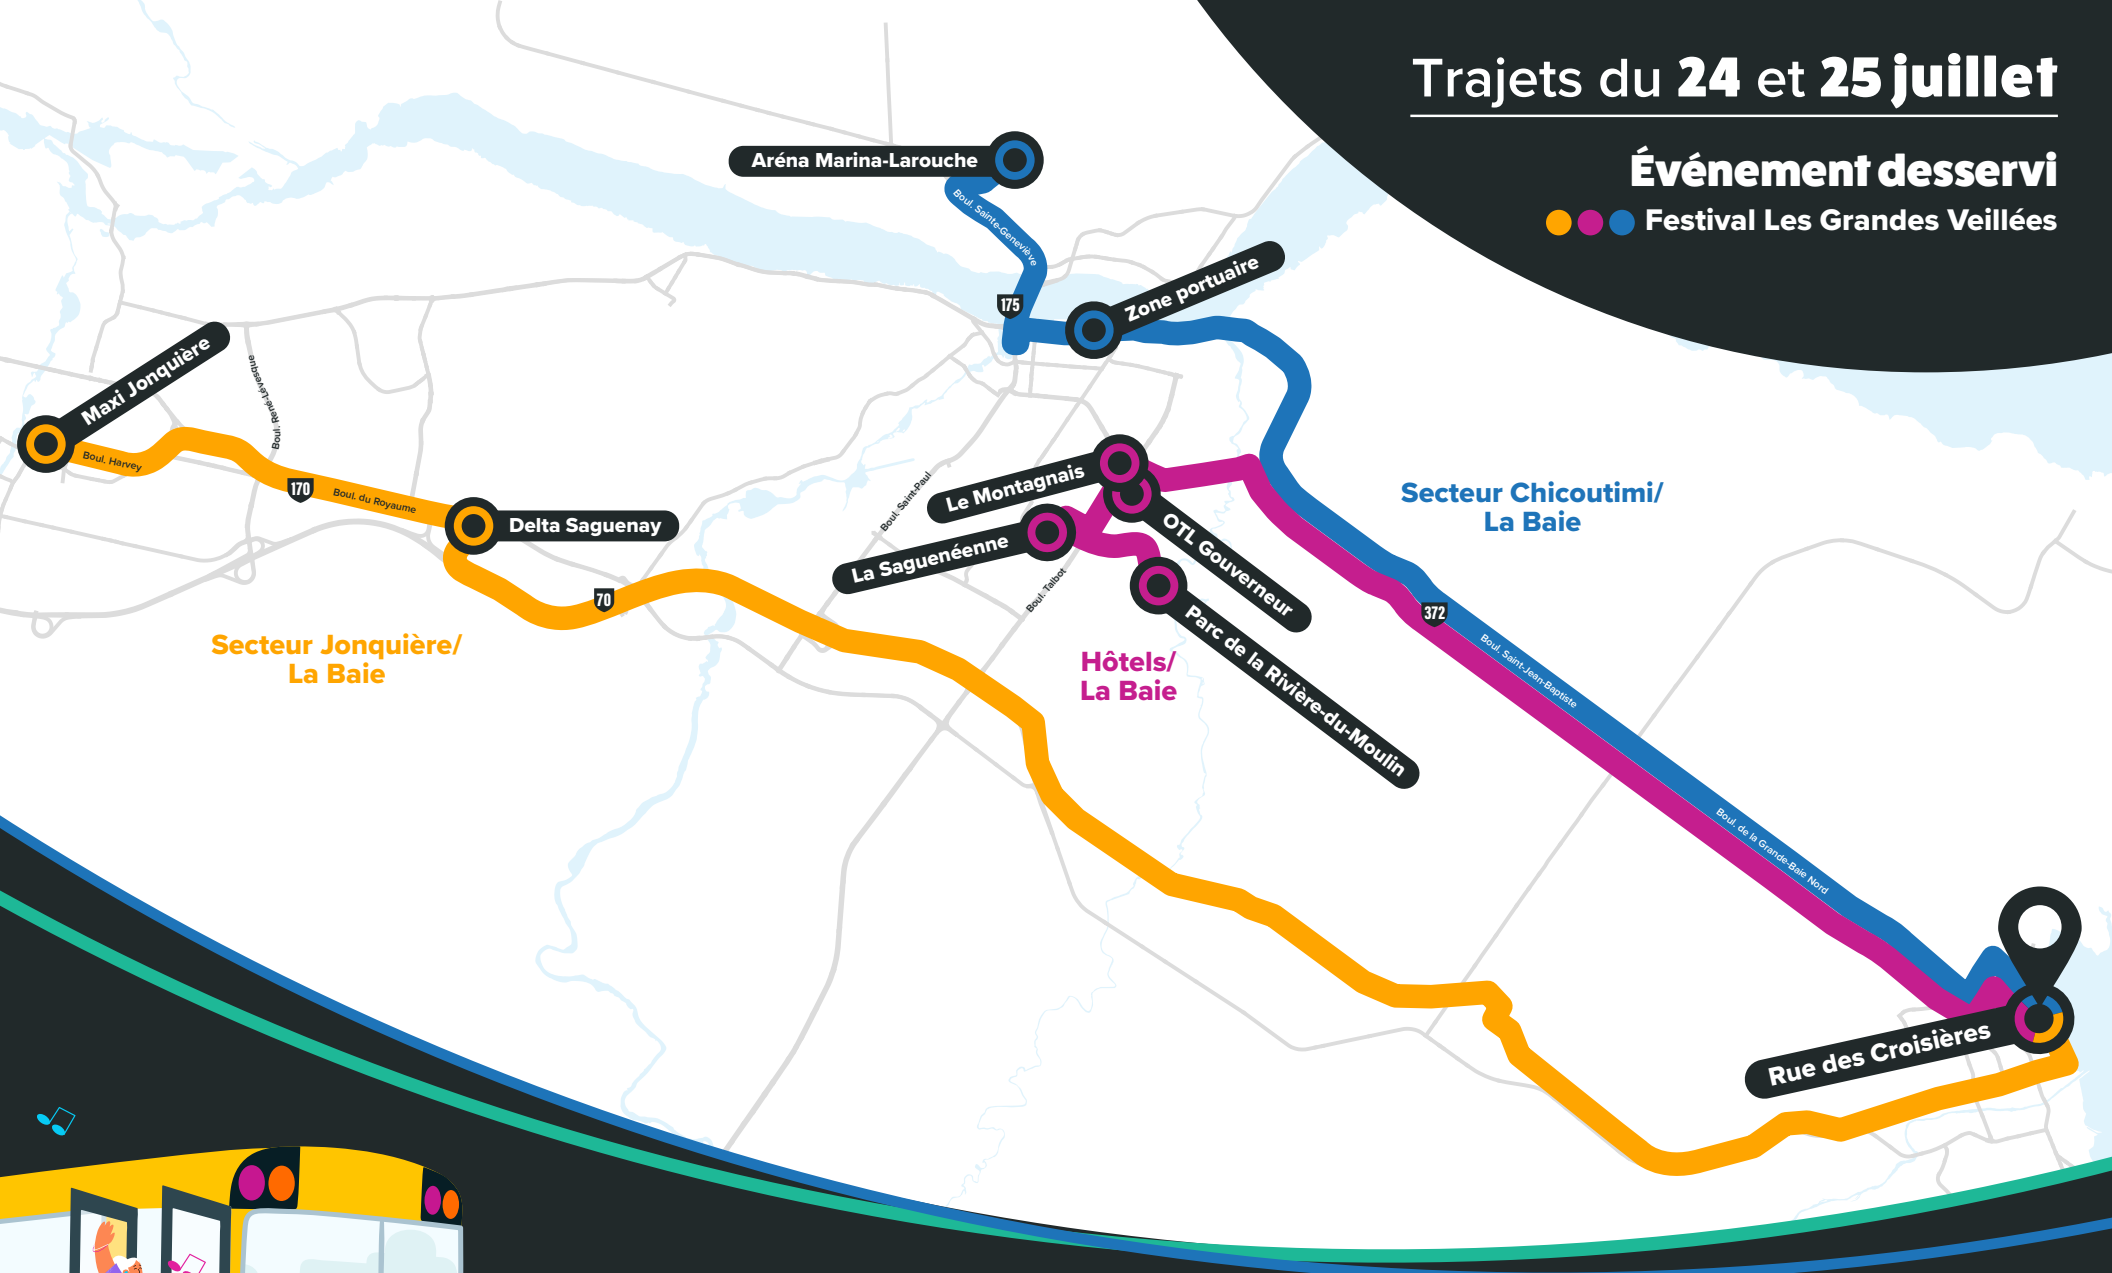 Trajets du 24 et 25 juillet
Événement desservi
Festival Les Grandes Veillées
Aréna Marina-Larouche
Boul. Sainte-Geneviève
175
Zone portuaire
Maxi Jonquière
Boul. René-Lévesque
Boul. Harvey
170
Boul. du Royaume
Delta Saguenay
70
Secteur Jonquière/
La Baie
Boul. Saint-Paul
Le Montagnais
La Saguenéenne
OTL Gouverneur
Boul. Talbot
Parc de la Rivière-du-Moulin
Hôtels/
La Baie
Secteur Chicoutimi/
La Baie
372
Boul. Saint-Jean-Baptiste
Boul. de la Grande-Baie Nord
Rue des Croisières